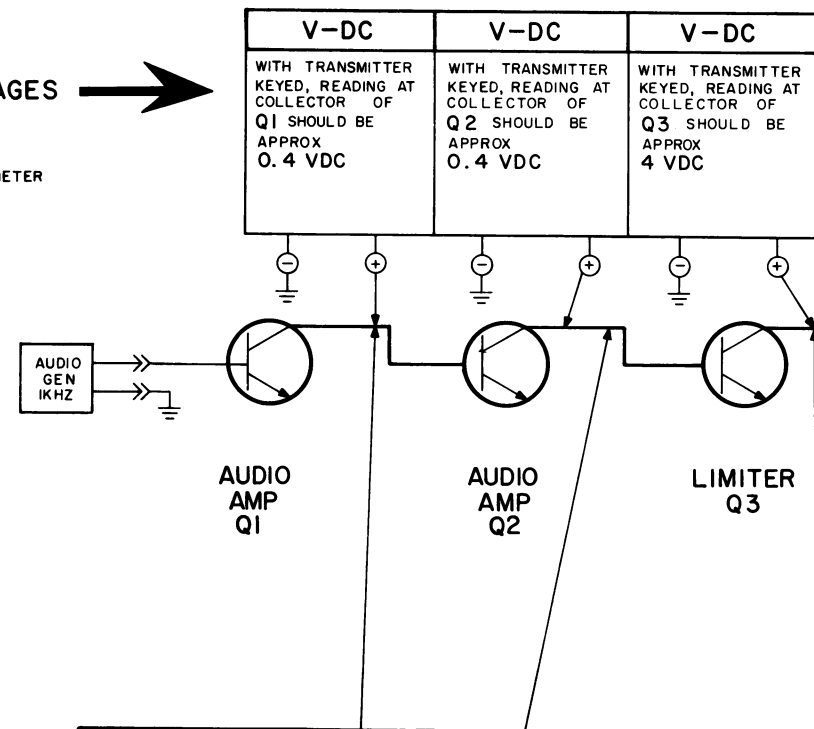 V-DC
V-DC
V-DC
AGES
WITH TRANSMITTER
KEYED, READING AT
COLLECTOR OF
Q1 SHOULD BE
APPROX
0.4 VDC
WITH TRANSMITTER
KEYED, READING AT
COLLECTOR OF
Q2 SHOULD BE
APPROX
0.4 VDC
WITH TRANSMITTER
KEYED, READING AT
COLLECTOR OF
Q3 SHOULD BE
APPROX
4 VDC
ETER
− + − + − +
AUDIO
GEN
1KHZ
AUDIO
AMP
Q1
AUDIO
AMP
Q2
LIMITER
Q3